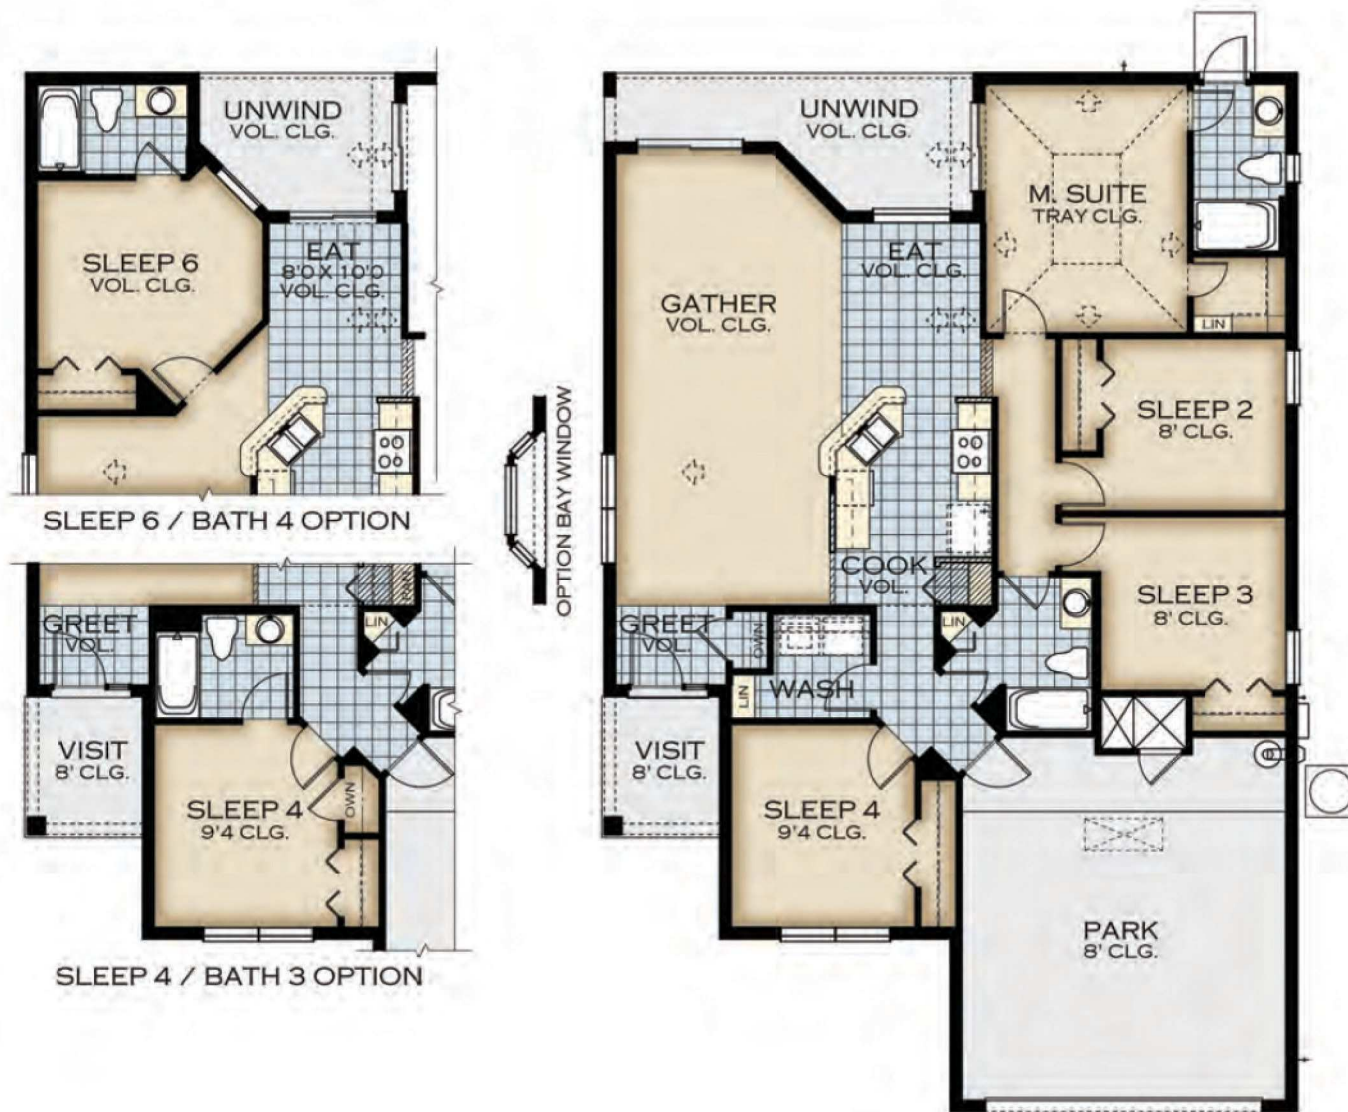 UNWIND
VOL. CLG.
SLEEP 6
VOL. CLG.
EAT
8'0 X 10'0
VOL. CLG.
SLEEP 6 / BATH 4 OPTION
GREET
VOL.
LIN
PAN
VISIT
8' CLG.
SLEEP 4
9'4 CLG.
OWN
SLEEP 4 / BATH 3 OPTION
OPTION BAY WINDOW
UNWIND
VOL. CLG.
M. SUITE
TRAY CLG.
EAT
VOL. CLG.
GATHER
VOL. CLG.
LIN
SLEEP 2
8' CLG.
COOK
VOL.
SLEEP 3
8' CLG.
GREET
VOL.
OWN
LIN
LIN
WASH
VISIT
8' CLG.
SLEEP 4
9'4 CLG.
PARK
8' CLG.